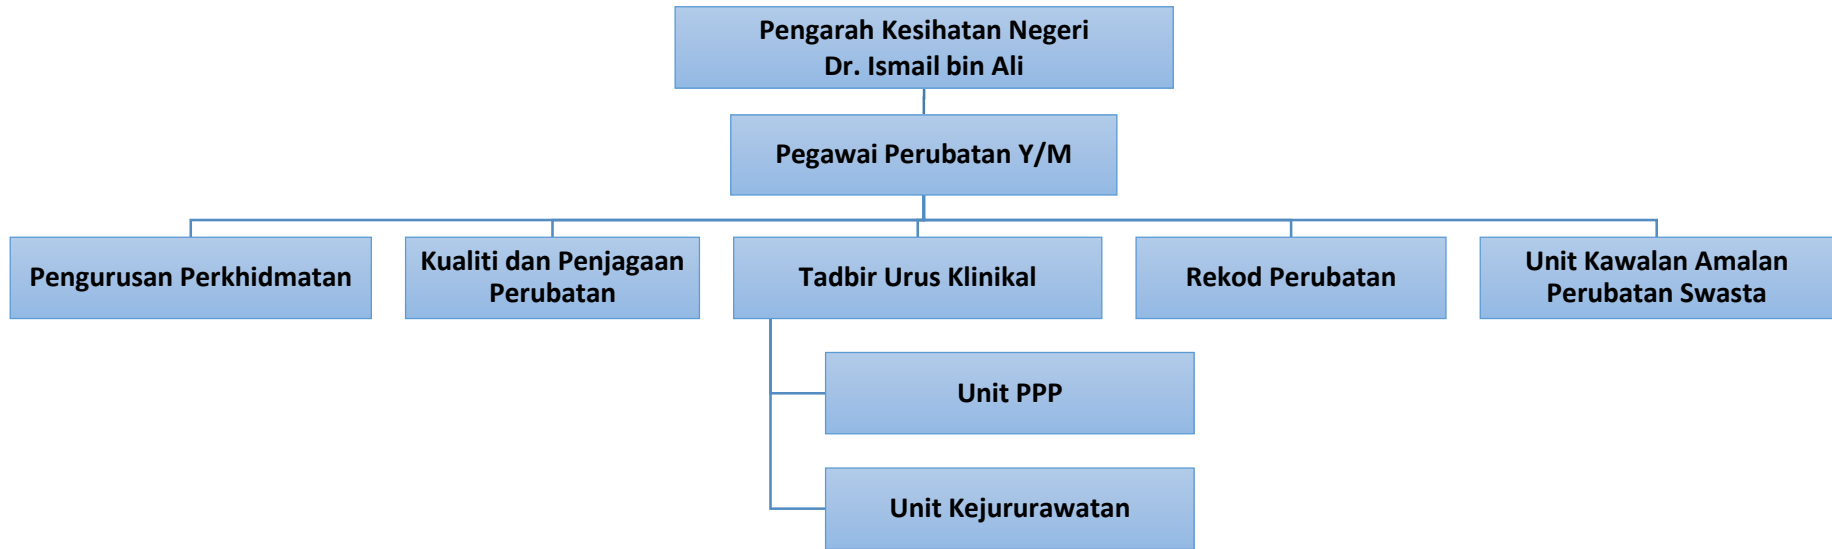 Pengarah Kesihatan Negeri
Dr. Ismail bin Ali
Pegawai Perubatan Y/M
Pengurusan Perkhidmatan
Kualiti dan Penjagaan
Perubatan
Tadbir Urus Klinikal
Rekod Perubatan
Unit Kawalan Amalan
Perubatan Swasta
Unit PPP
Unit Kejururawatan